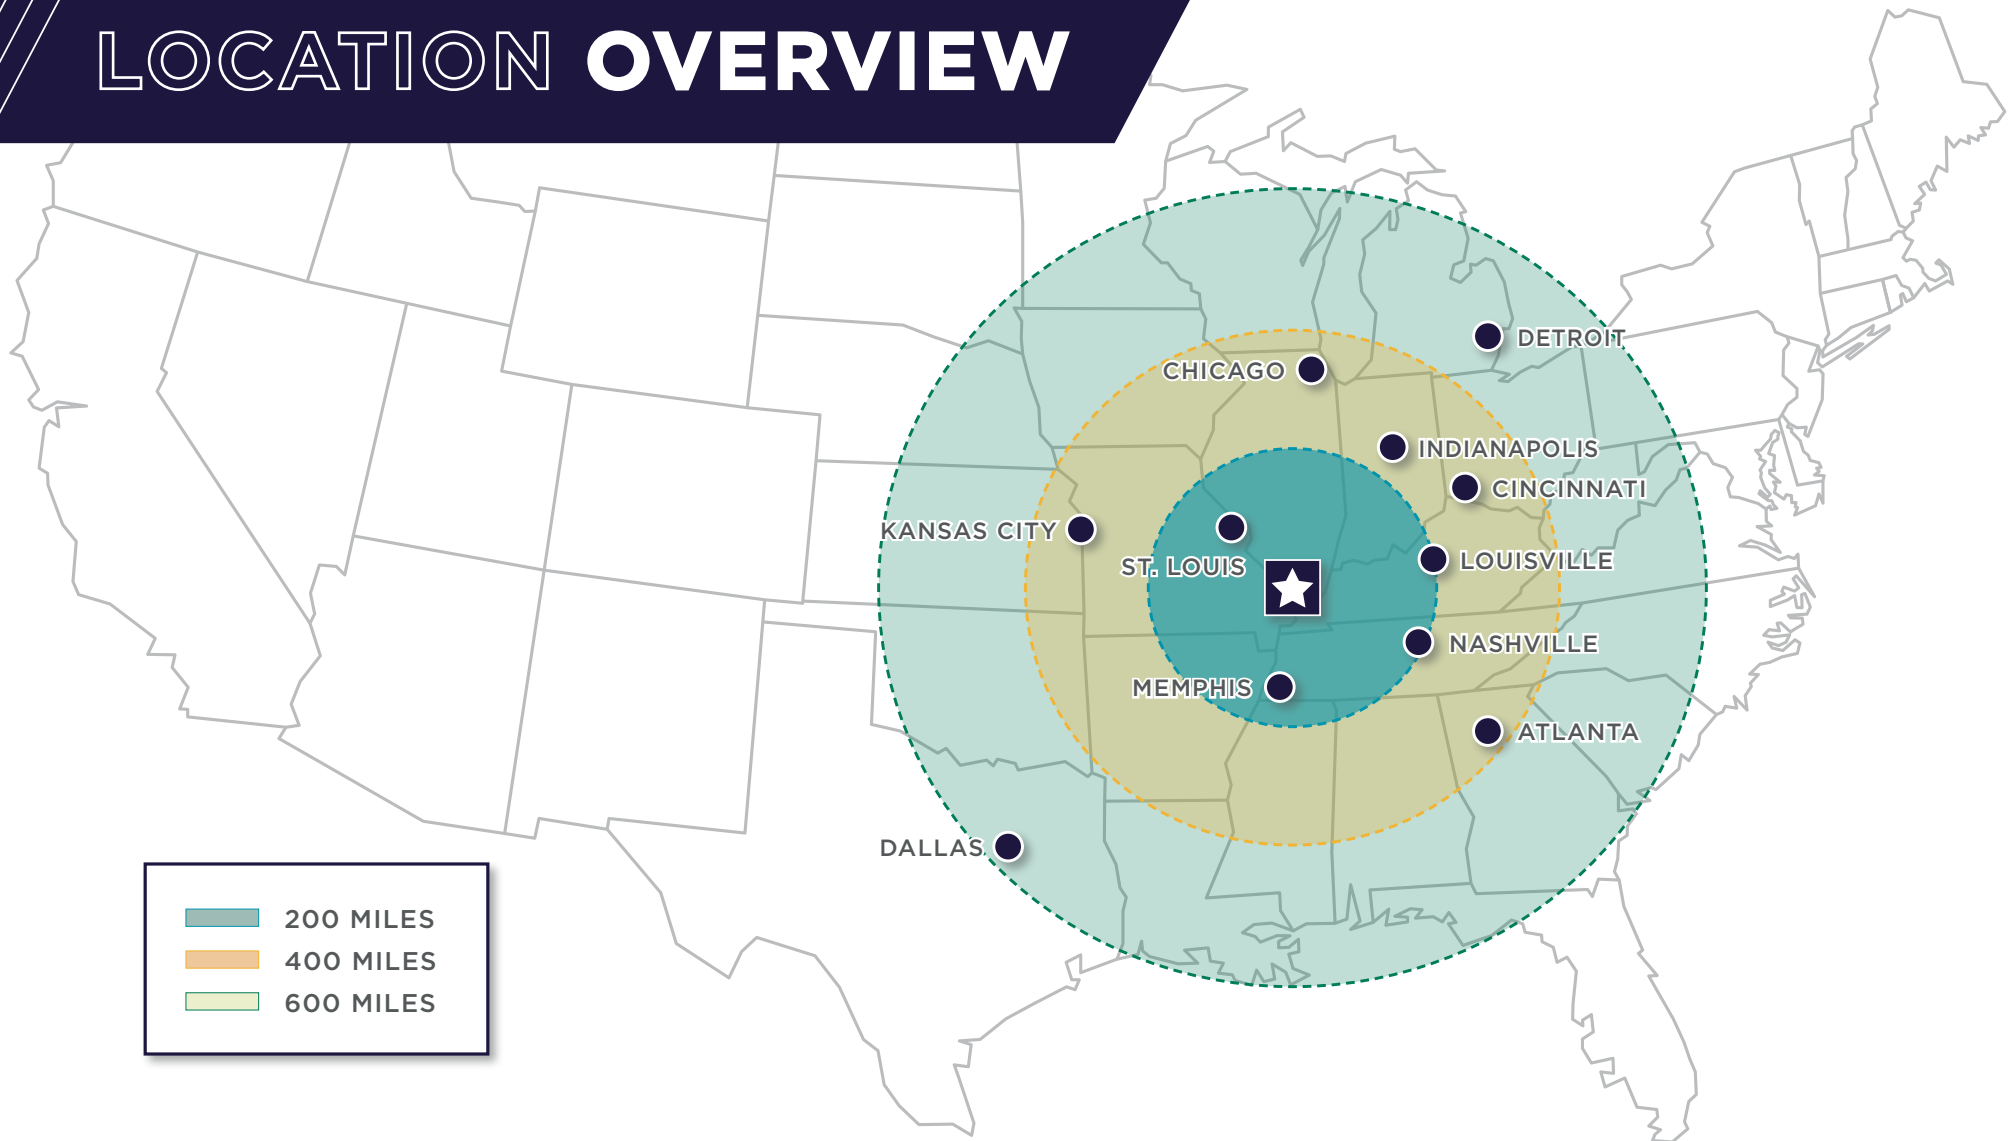 LOCATION OVERVIEW
DETROIT
CHICAGO
INDIANAPOLIS
CINCINNATI
KANSAS CITY
ST. LOUIS
LOUISVILLE
NASHVILLE
MEMPHIS
ATLANTA
DALLAS
200 MILES
400 MILES
600 MILES